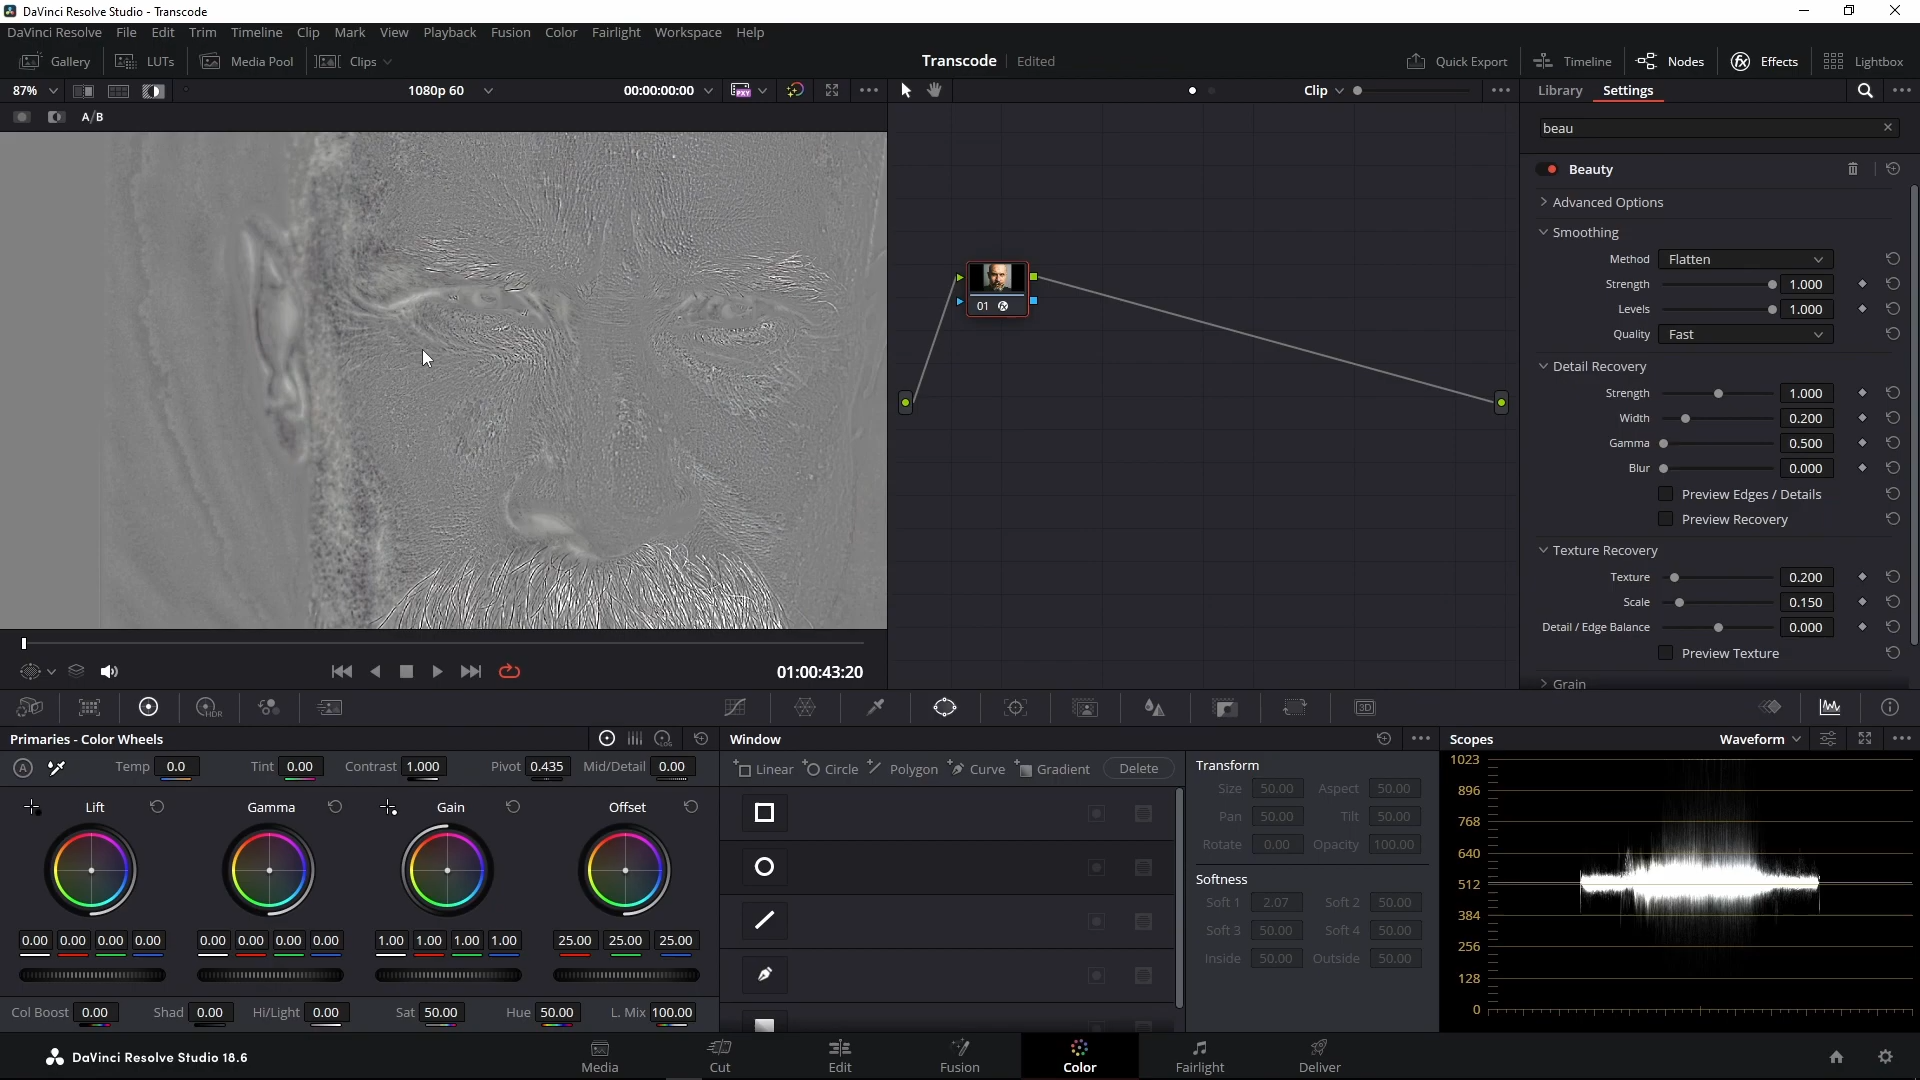 DaVinci Resolve Studio - Transcode
DaVinci Resolve File Edit Trim Timeline Clip Mark View Playback Fusion Color Fairlight Workspace Help
Gallery LUTs Media Pool Clips Transcode Edited Quick Export Timeline Nodes Effects Lightbox
87% 1080p 60 00:00:00:00 PXY Clip Library Settings
A/B
beau
Beauty
Advanced Options
Smoothing
Method Flatten
Strength 1.000
Levels 1.000
Quality Fast
Detail Recovery
Strength 1.000
Width 0.200
Gamma 0.500
Blur 0.000
Preview Edges / Details
Preview Recovery
Texture Recovery
Texture 0.200
Scale 0.150
Detail / Edge Balance 0.000
Preview Texture
Grain
01
01:00:43:20
HDR 3D
Primaries - Color Wheels LOG
A Temp 0.0 Tint 0.00 Contrast 1.000 Pivot 0.435 Mid/Detail 0.00
Lift Gamma Gain Offset
0.00 0.00 0.00 0.00 0.00 0.00 0.00 0.00 1.00 1.00 1.00 1.00 25.00 25.00 25.00
Col Boost 0.00 Shad 0.00 Hi/Light 0.00 Sat 50.00 Hue 50.00 L. Mix 100.00
Window
Linear Circle Polygon Curve Gradient Delete
Transform
Size 50.00 Aspect 50.00
Pan 50.00 Tilt 50.00
Rotate 0.00 Opacity 100.00
Softness
Soft 1 2.07 Soft 2 50.00
Soft 3 50.00 Soft 4 50.00
Inside 50.00 Outside 50.00
Scopes Waveform
1023
896
768
640
512
384
256
128
0
DaVinci Resolve Studio 18.6 Media Cut Edit Fusion Color Fairlight Deliver